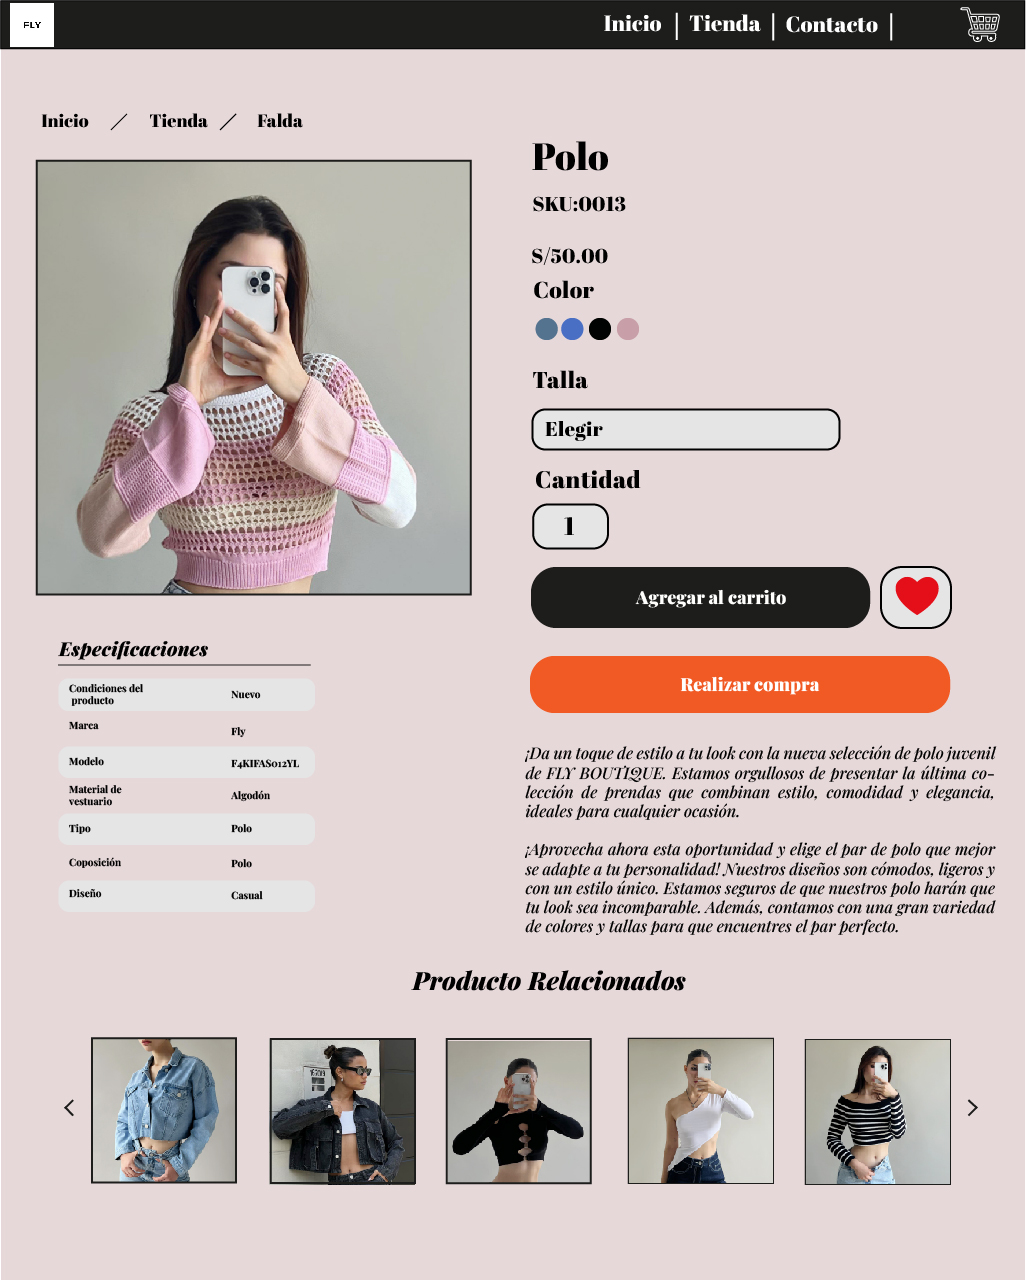 FLY
Inicio | Tienda | Contacto |
Inicio / Tienda / Falda
Polo
SKU:0013
S/50.00
Color
Talla
Elegir
Cantidad
1
Agregar al carrito
Realizar compra
Especificaciones
Condiciones del
producto
Nuevo
Marca
Fly
Modelo
F4KIFAS012YL
Material de
vestuario
Algodón
Tipo
Polo
Coposición
Polo
Diseño
Casual
¡Da un toque de estilo a tu look con la nueva selección de polo juvenil
de FLY BOUTIQUE. Estamos orgullosos de presentar la última co-
lección de prendas que combinan estilo, comodidad y elegancia,
ideales para cualquier ocasión.
¡Aprovecha ahora esta oportunidad y elige el par de polo que mejor
se adapte a tu personalidad! Nuestros diseños son cómodos, ligeros y
con un estilo único. Estamos seguros de que nuestros polo harán que
tu look sea incomparable. Además, contamos con una gran variedad
de colores y tallas para que encuentres el par perfecto.
Producto Relacionados